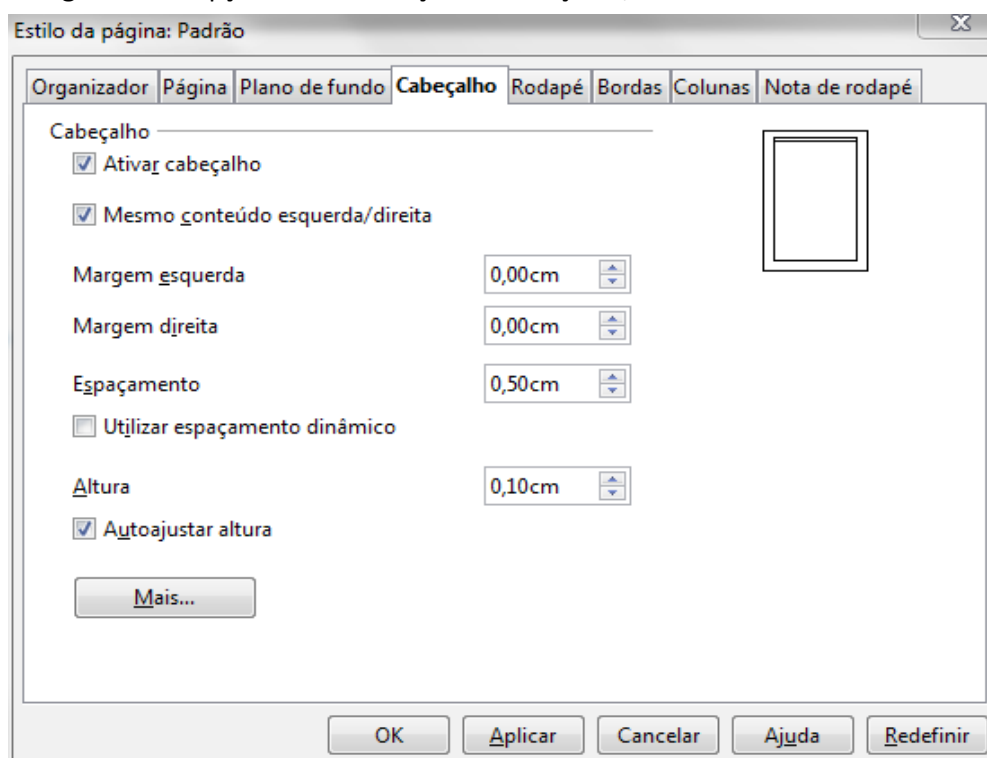 Estilo da página: Padrão
Organizador Página Plano de fundo Cabeçalho Rodapé Bordas Colunas Nota de rodapé
Cabeçalho
Ativar cabeçalho
Mesmo conteúdo esquerda/direita
Margem esquerda 0,00cm
Margem direita 0,00cm
Espaçamento 0,50cm
Utilizar espaçamento dinâmico
Altura 0,10cm
Autoajustar altura
Mais...
OK Aplicar Cancelar Ajuda Redefinir